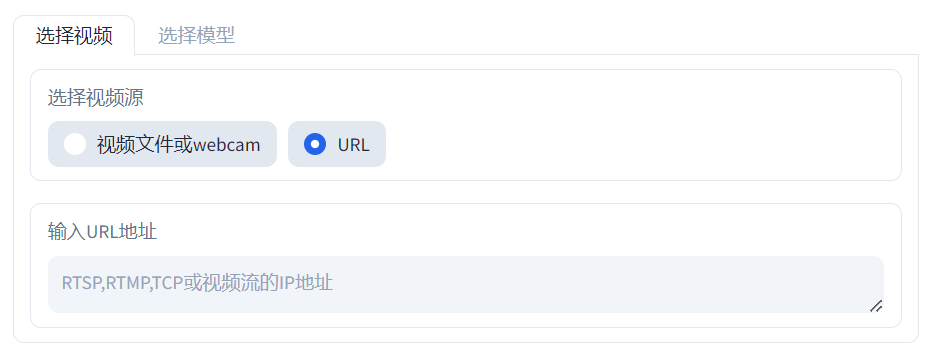 选择视频 选择模型
选择视频源
视频文件或webcam URL
输入URL地址
RTSP,RTMP,TCP或视频流的IP地址